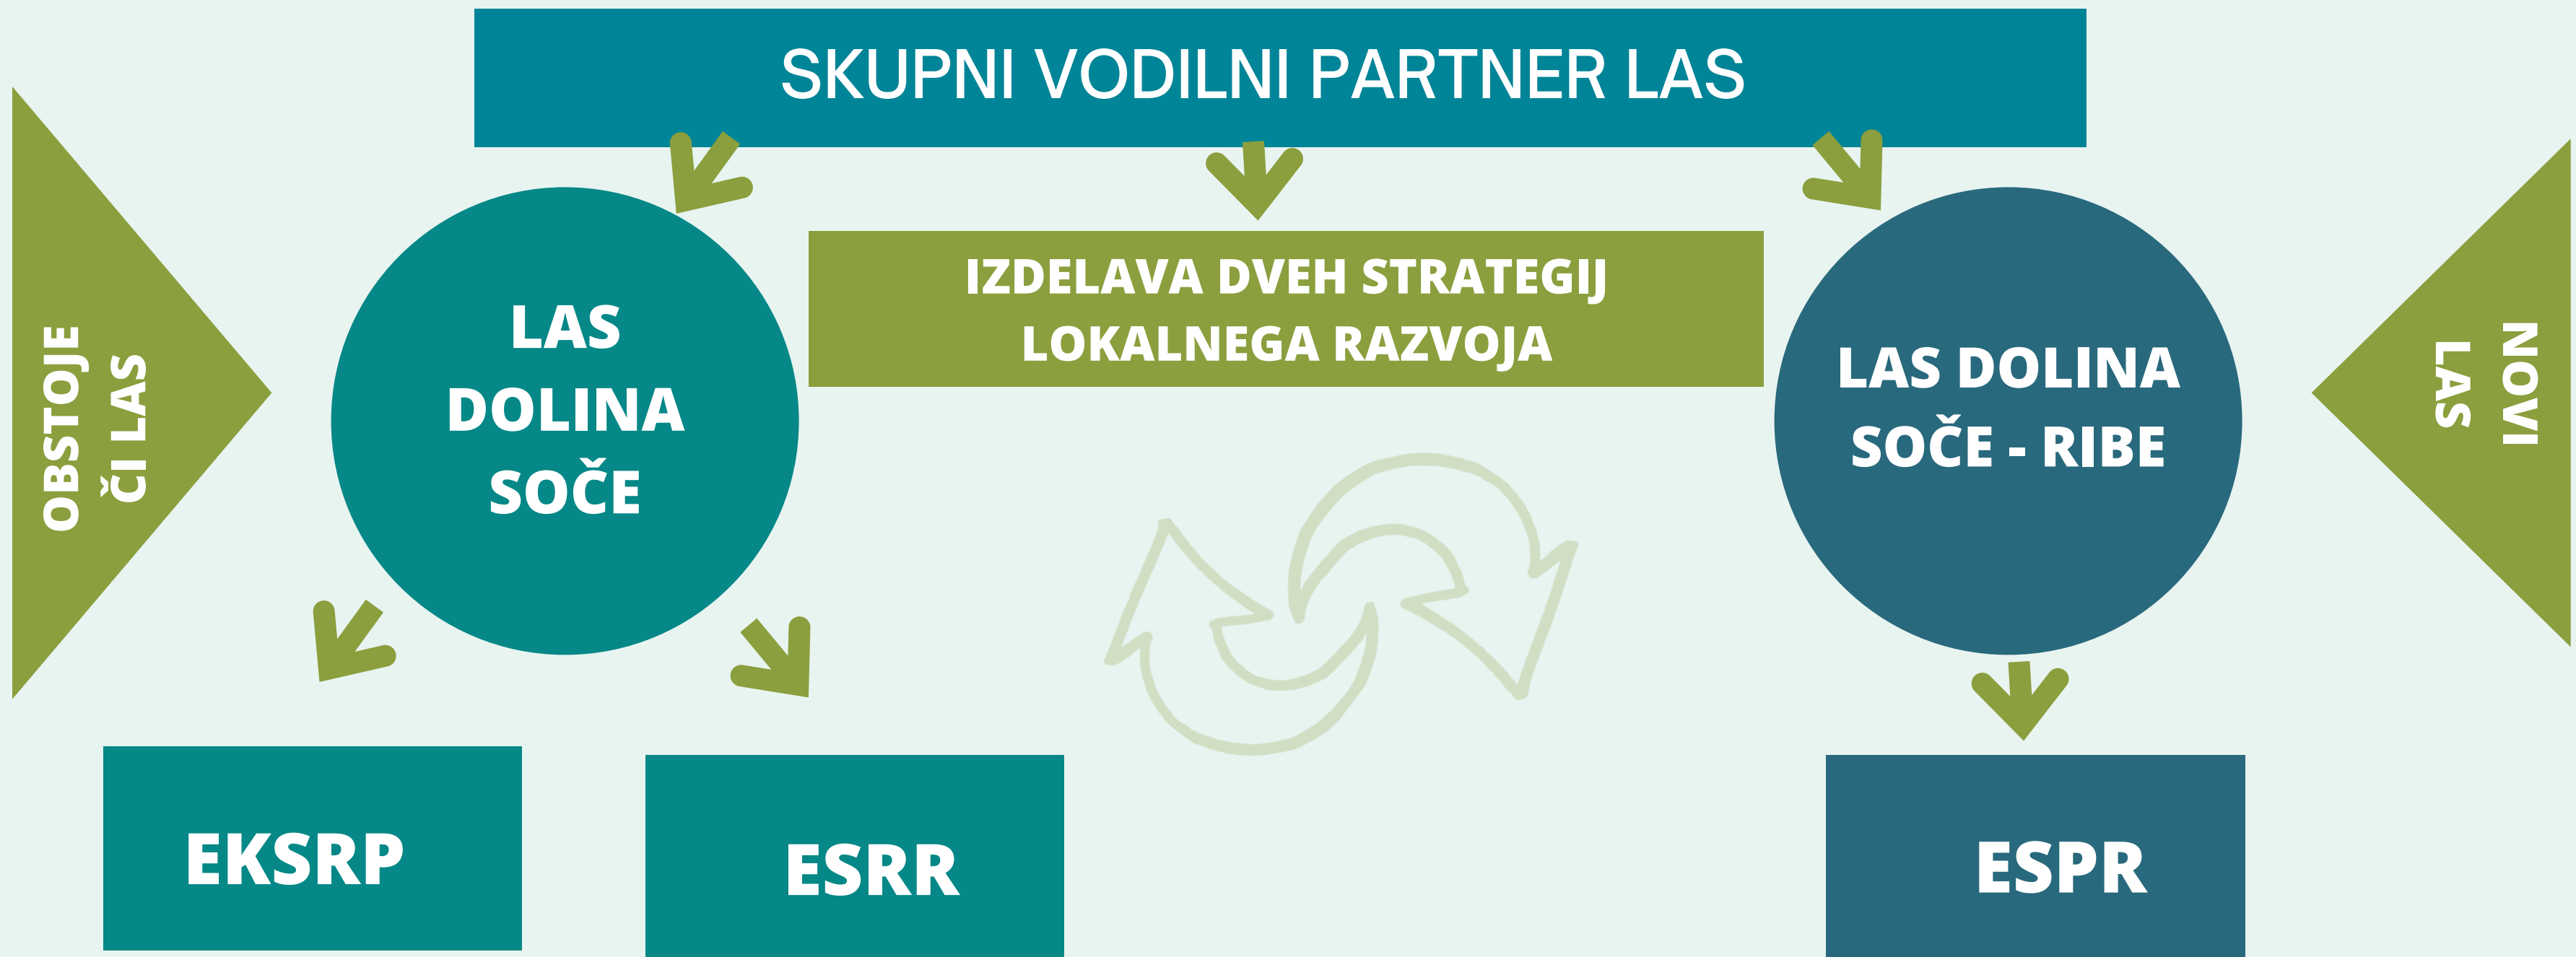 SKUPNI VODILNI PARTNER LAS
OBSTOJE
ČI LAS
LAS
DOLINA
SOČE
IZDELAVA DVEH STRATEGIJ
LOKALNEGA RAZVOJA
LAS DOLINA
SOČE - RIBE
NOVI
LAS
EKSRP
ESRR
ESPR